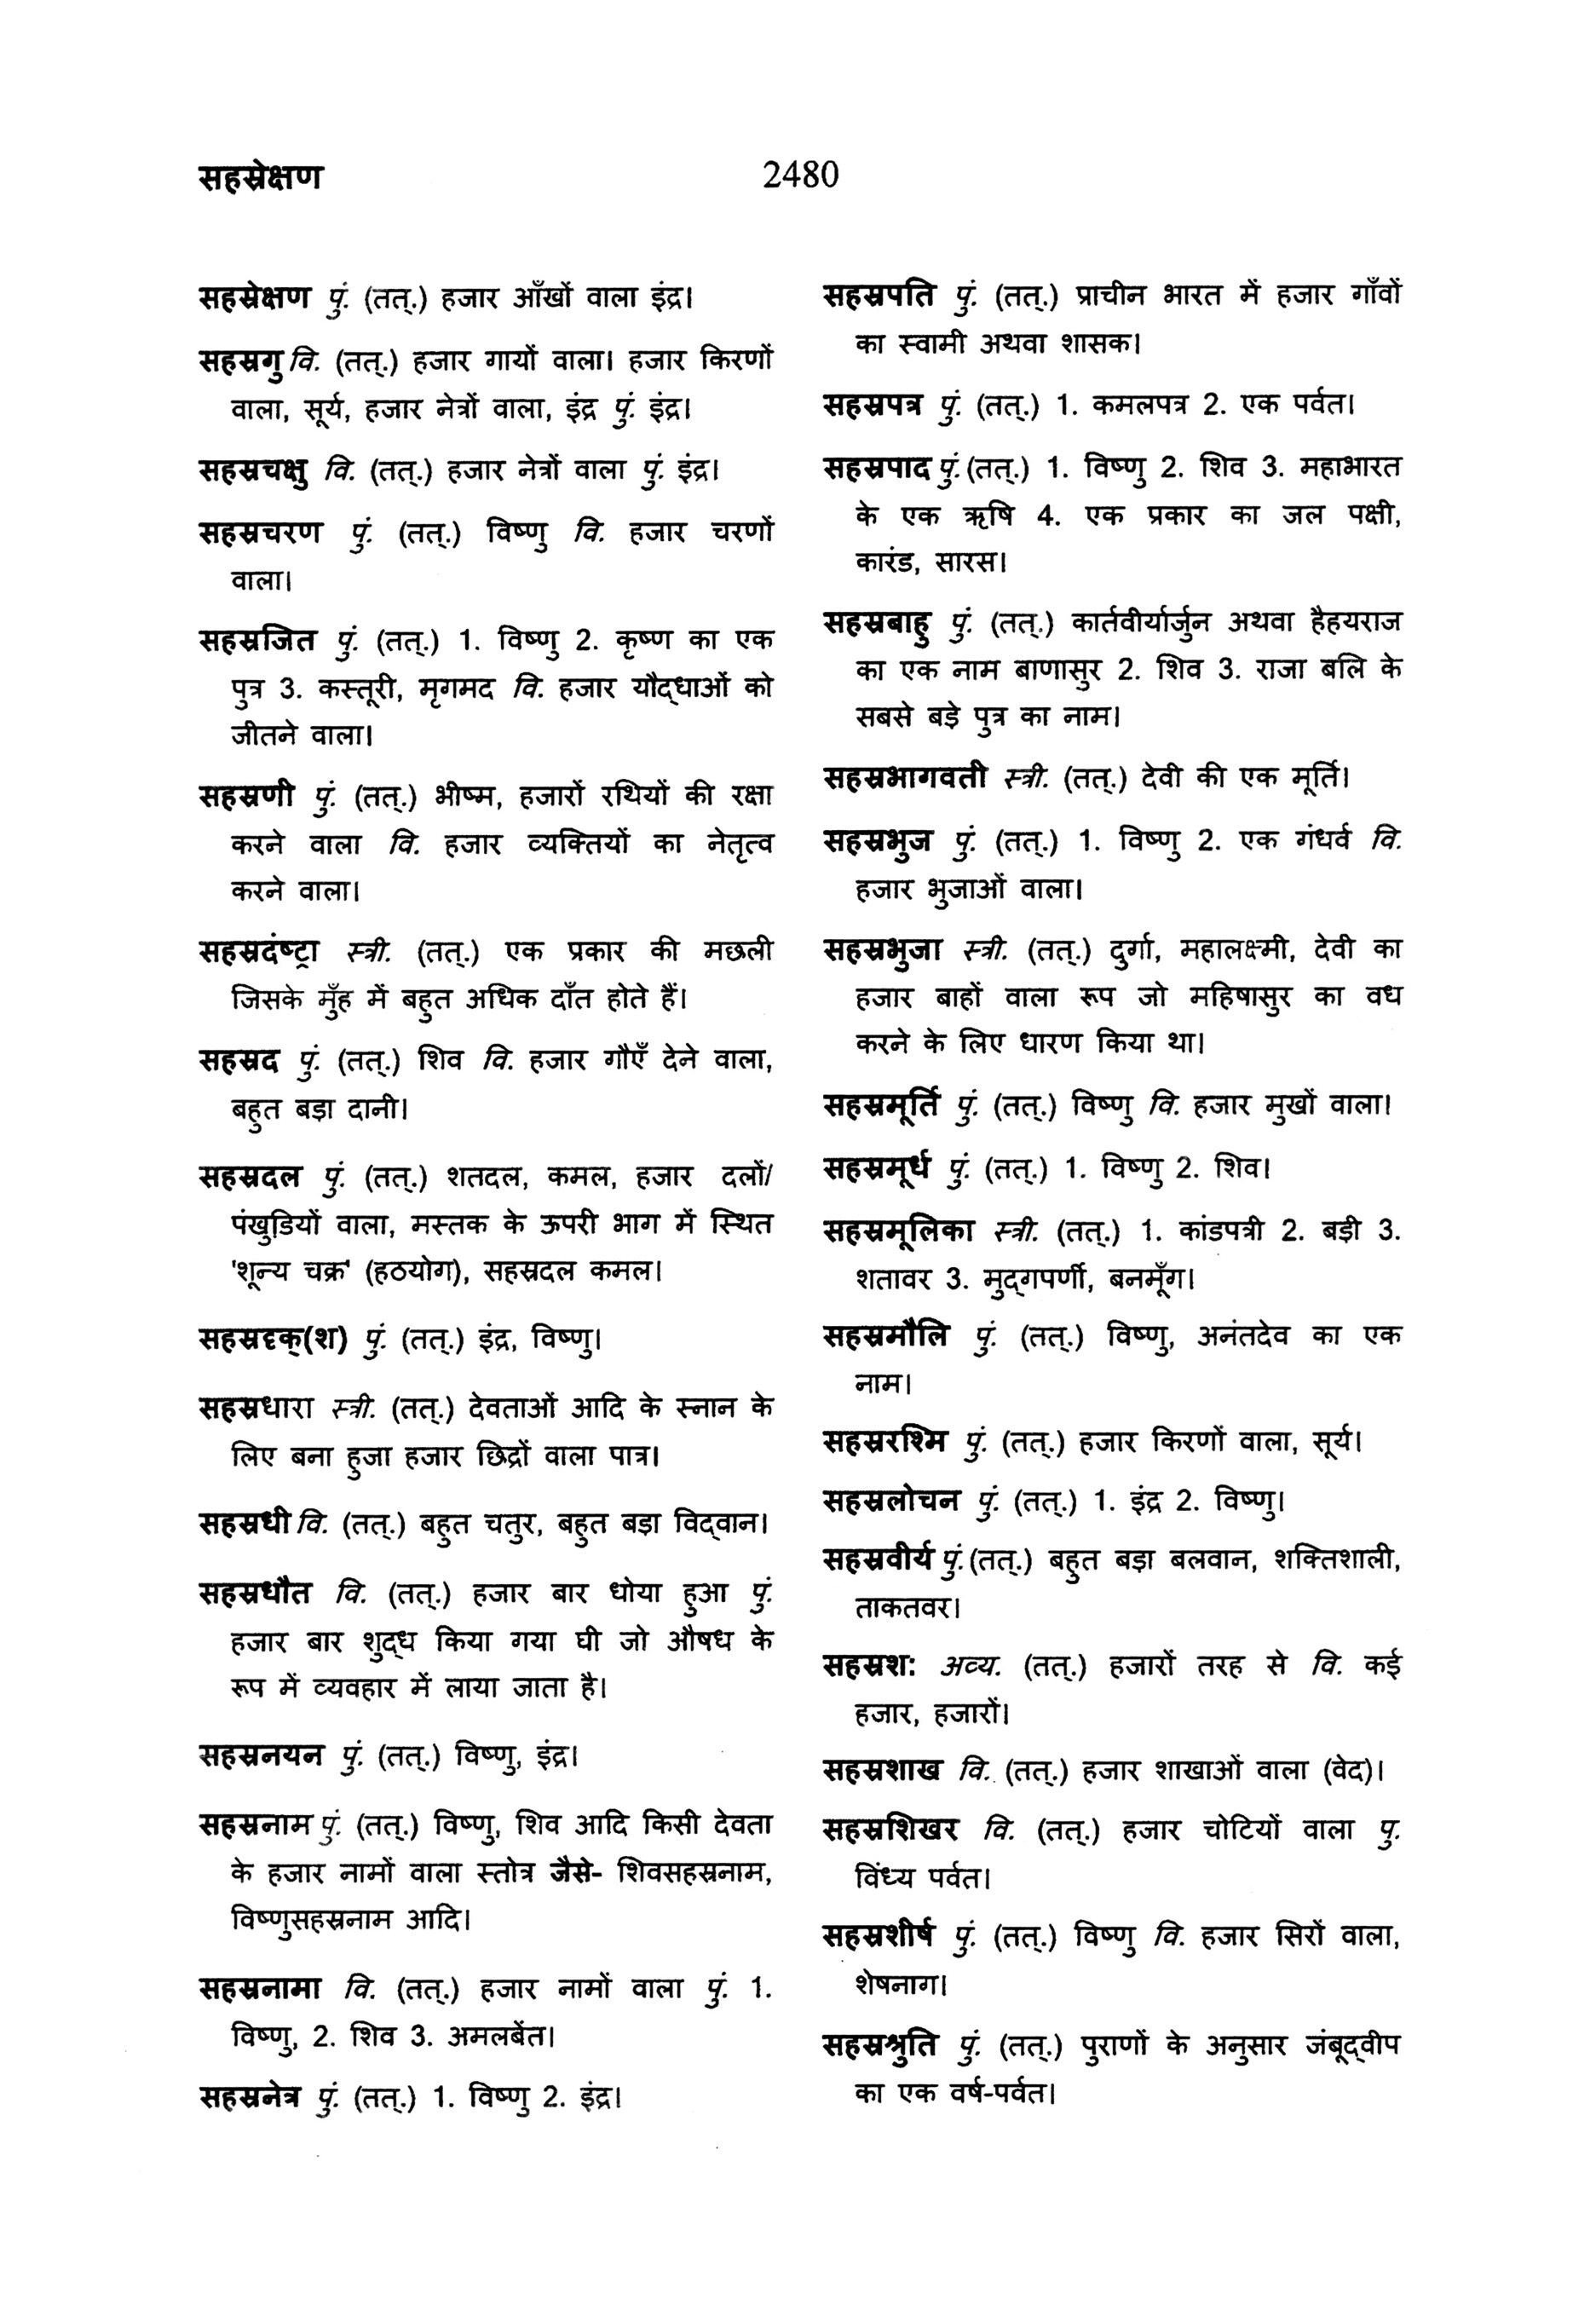 सहस्रेक्षण
2480
सहस्रेक्षण पुं. (तत्.) हजार आँखों वाला इंद्र।
सहस्रगु वि. (तत्.) हजार गायों वाला। हजार किरणों
वाला, सूर्य, हजार नेत्रों वाला, इंद्र पुं. इंद्र।
सहस्रचक्षु वि. (तत्.) हजार नेत्रों वाला पुं. इंद्र।
सहस्रचरण पुं. (तत्.) विष्णु वि. हजार चरणों
वाला।
सहस्रजित पुं. (तत्.) 1. विष्णु 2. कृष्ण का एक
पुत्र 3. कस्तूरी, मृगमद वि. हजार यौद्धाओं को
जीतने वाला।
सहस्रणी पुं. (तत्.) भीष्म, हजारों रथियों की रक्षा
करने वाला वि. हजार व्यक्तियों का नेतृत्व
करने वाला।
सहस्रदंष्ट्रा स्त्री. (तत्.) एक प्रकार की मछली
जिसके मुँह में बहुत अधिक दाँत होते हैं।
सहस्रद पुं. (तत्.) शिव वि. हजार गौएँ देने वाला,
बहुत बड़ा दानी।
सहस्रदल पुं. (तत्.) शतदल, कमल, हजार दलों/
पंखुडियों वाला, मस्तक के ऊपरी भाग में स्थित
'शून्य चक्र' (हठयोग), सहस्रदल कमल।
सहस्रदृक्(श) पुं. (तत्.) इंद्र, विष्णु।
सहस्रधारा स्त्री. (तत्.) देवताओं आदि के स्नान के
लिए बना हुजा हजार छिद्रों वाला पात्र।
सहस्रधी वि. (तत्.) बहुत चतुर, बहुत बड़ा विद्वान।
सहस्रधौत वि. (तत्.) हजार बार धोया हुआ पुं.
हजार बार शुद्ध किया गया घी जो औषध के
रूप में व्यवहार में लाया जाता है।
सहस्रनयन पुं. (तत्.) विष्णु, इंद्र।
सहस्रनाम पुं. (तत्.) विष्णु, शिव आदि किसी देवता
के हजार नामों वाला स्तोत्र जैसे- शिवसहस्रनाम,
विष्णुसहस्रनाम आदि।
सहस्रनामा वि. (तत्.) हजार नामों वाला पुं. 1.
विष्णु, 2. शिव 3. अमलबेंत।
सहस्रनेत्र पुं. (तत्.) 1. विष्णु 2. इंद्र।
सहस्रपति पुं. (तत्.) प्राचीन भारत में हजार गाँवों
का स्वामी अथवा शासक।
सहस्रपत्र पुं. (तत्.) 1. कमलपत्र 2. एक पर्वत।
सहस्रपाद पुं. (तत्.) 1. विष्णु 2. शिव 3. महाभारत
के एक ऋषि 4. एक प्रकार का जल पक्षी,
कारंड, सारस।
सहस्रबाहु पुं. (तत्.) कार्तवीर्यार्जुन अथवा हैहयराज
का एक नाम बाणासुर 2. शिव 3. राजा बलि के
सबसे बड़े पुत्र का नाम।
सहस्रभागवती स्त्री. (तत्.) देवी की एक मूर्ति।
सहस्रभुज पुं. (तत्.) 1. विष्णु 2. एक गंधर्व वि.
हजार भुजाओं वाला।
सहस्रभुजा स्त्री. (तत्.) दुर्गा, महालक्ष्मी, देवी का
हजार बाहों वाला रूप जो महिषासुर का वध
करने के लिए धारण किया था।
सहस्रमूर्ति पुं. (तत्.) विष्णु वि. हजार मुखों वाला।
सहस्रमूर्ध पुं. (तत्.) 1. विष्णु 2. शिव।
सहस्रमूलिका स्त्री. (तत्.) 1. कांडपत्री 2. बड़ी 3.
शतावर 3. मुद्गपर्णी, बनमूँग।
सहस्रमौलि पुं. (तत्.) विष्णु, अनंतदेव का एक
नाम।
सहस्ररश्मि पुं. (तत्.) हजार किरणों वाला, सूर्य।
सहस्रलोचन पुं. (तत्.) 1. इंद्र 2. विष्णु।
सहस्रवीर्य पुं. (तत्.) बहुत बड़ा बलवान, शक्तिशाली,
ताकतवर।
सहस्रश: अव्य. (तत्.) हजारों तरह से वि. कई
हजार, हजारों।
सहस्रशाख वि. (तत्.) हजार शाखाओं वाला (वेद)।
सहस्रशिखर वि. (तत्.) हजार चोटियों वाला पु.
विंध्य पर्वत।
सहस्रशीर्ष पुं. (तत्.) विष्णु वि. हजार सिरों वाला,
शेषनाग।
सहस्रश्रुति पुं. (तत्.) पुराणों के अनुसार जंबूद्वीप
का एक वर्ष-पर्वत।